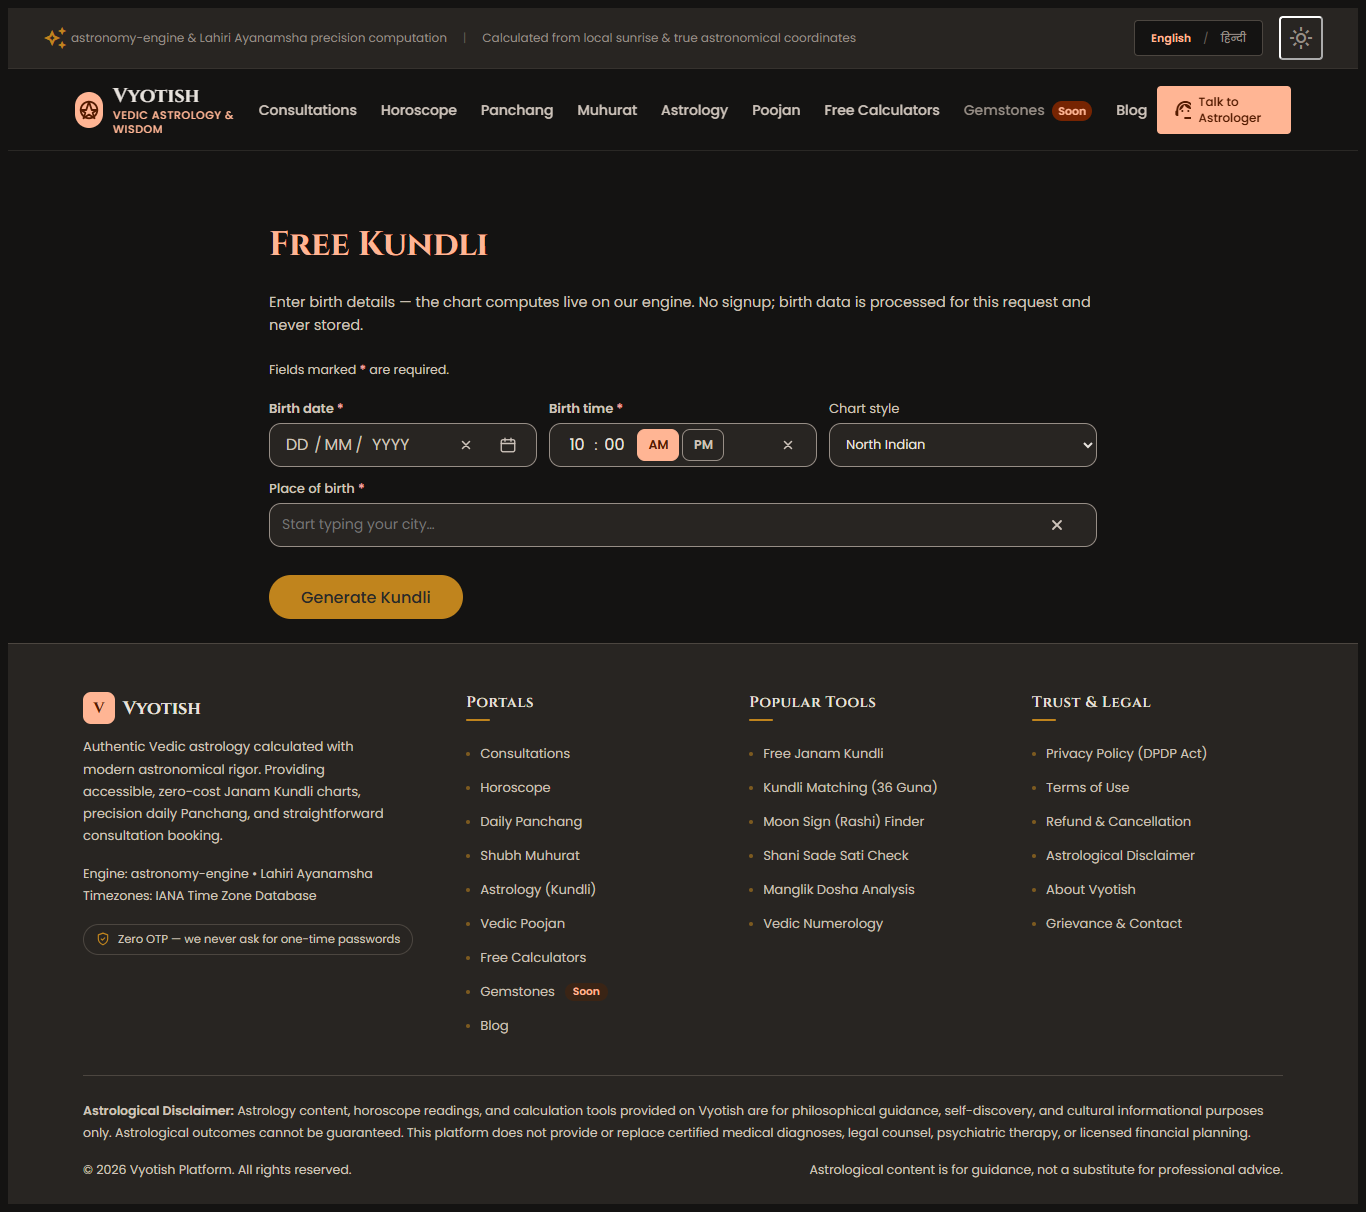 astronomy-engine & Lahiri Ayanamsha precision computation | Calculated from local sunrise & true astronomical coordinates
English / हिन्दी
Vyotish
VEDIC ASTROLOGY & WISDOM
Consultations Horoscope Panchang Muhurat Astrology Poojan Free Calculators Gemstones Soon Blog
Talk to Astrologer
Free Kundli
Enter birth details — the chart computes live on our engine. No signup; birth data is processed for this request and
never stored.
Fields marked * are required.
Birth date * Birth time * Chart style
DD / MM / YYYY × 10 : 00 AM PM × North Indian
Place of birth *
Start typing your city… ×
Generate Kundli
V Vyotish
Authentic Vedic astrology calculated with
modern astronomical rigor. Providing
accessible, zero-cost Janam Kundli charts,
precision daily Panchang, and straightforward
consultation booking.
Engine: astronomy-engine • Lahiri Ayanamsha
Timezones: IANA Time Zone Database
Zero OTP — we never ask for one-time passwords
Portals
Consultations
Horoscope
Daily Panchang
Shubh Muhurat
Astrology (Kundli)
Vedic Poojan
Free Calculators
Gemstones Soon
Blog
Popular Tools
Free Janam Kundli
Kundli Matching (36 Guna)
Moon Sign (Rashi) Finder
Shani Sade Sati Check
Manglik Dosha Analysis
Vedic Numerology
Trust & Legal
Privacy Policy (DPDP Act)
Terms of Use
Refund & Cancellation
Astrological Disclaimer
About Vyotish
Grievance & Contact
Astrological Disclaimer: Astrology content, horoscope readings, and calculation tools provided on Vyotish are for philosophical guidance, self-discovery, and cultural informational purposes
only. Astrological outcomes cannot be guaranteed. This platform does not provide or replace certified medical diagnoses, legal counsel, psychiatric therapy, or licensed financial planning.
© 2026 Vyotish Platform. All rights reserved.
Astrological content is for guidance, not a substitute for professional advice.